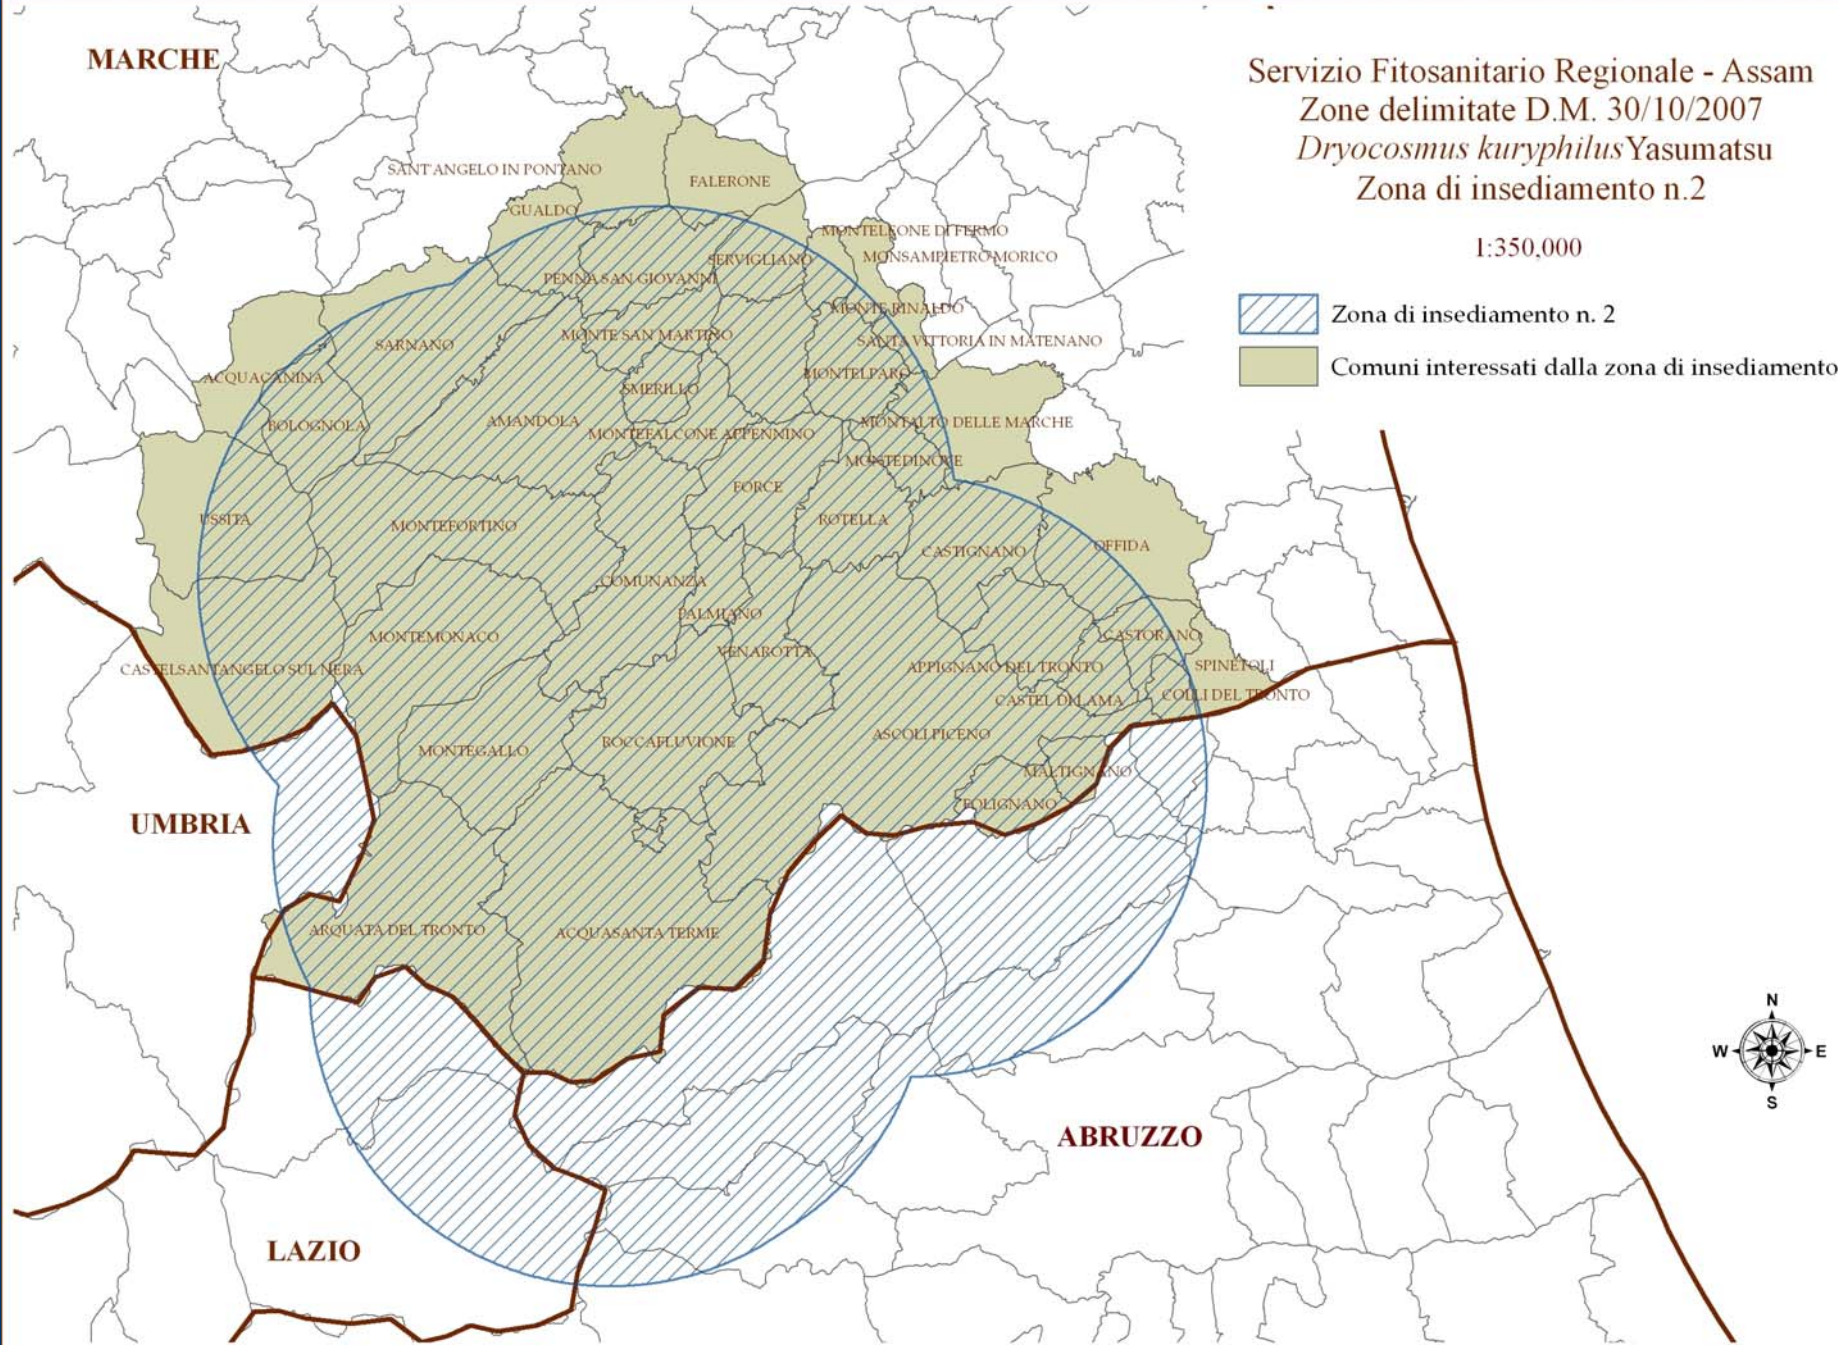 MARCHE
Servizio Fitosanitario Regionale - Assam
Zone delimitate D.M. 30/10/2007
Dryocosmus kuryphilus Yasumatsu
Zona di insediamento n.2
1:350,000
Zona di insediamento n. 2
Comuni interessati dalla zona di insediamento
SANT'ANGELO IN PONTANO
FALERONE
GUALDO
MONTELEONE DI FERMO
MONSAMPIETRO MORICO
SERVIGLIANO
PENNA SAN GIOVANNI
MONTE RINALDO
MONTE SAN MARTINO
SANTA VITTORIA IN MATENANO
SARNANO
MONTELPARO
ACQUACANINA
SMERILLO
AMANDOLA
MONTALTO DELLE MARCHE
BOLOGNOLA
MONTEFALCONE APPENNINO
MONTEDINOVE
FORCE
USSITA
MONTEFORTINO
ROTELLA
OFFIDA
CASTIGNANO
COMUNANZA
PALMIANO
MONTEMONACO
CASTORANO
VENAROTTA
CASTELSANTANGELO SUL NERA
APPIGNANO DEL TRONTO
SPINETOLI
CASTEL DI LAMA
COLLI DEL TRONTO
ASCOLI PICENO
ROCCAFLUVIONE
MONTEGALLO
MALTIGNANO
FOLIGNANO
UMBRIA
ARQUATA DEL TRONTO
ACQUASANTA TERME
N
W
E
S
ABRUZZO
LAZIO